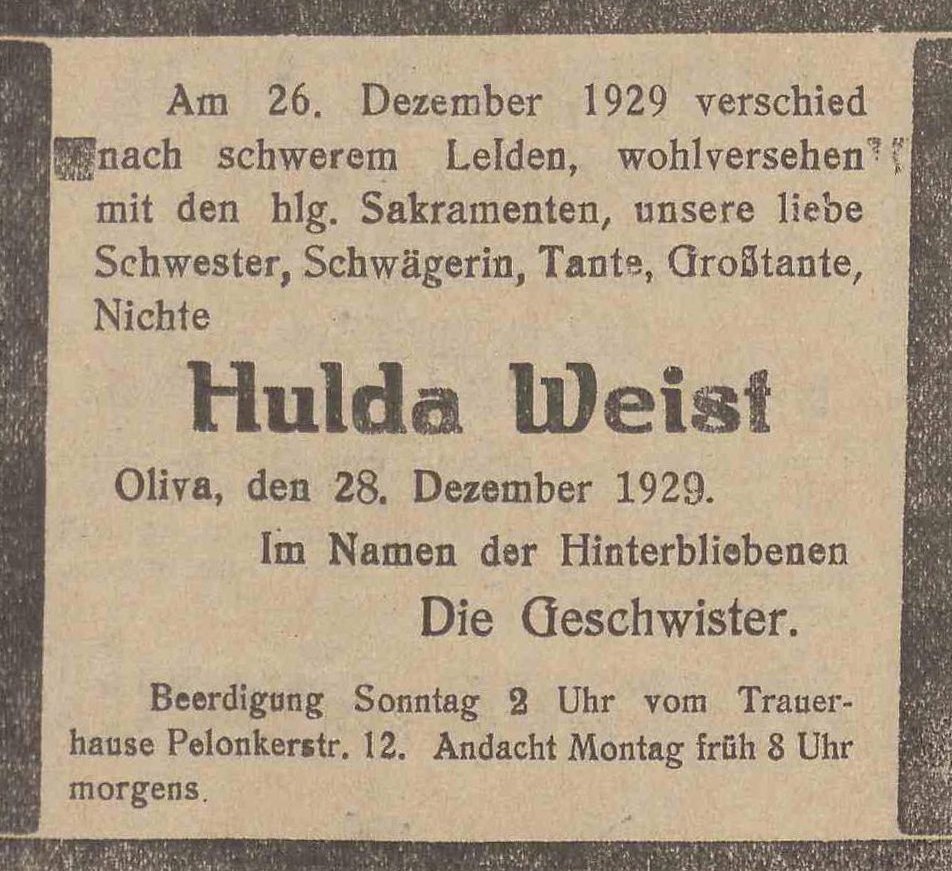 Am 26. Dezember 1929 verschied
nach schwerem Leiden, wohlversehen
mit den hlg. Sakramenten, unsere liebe
Schwester, Schwägerin, Tante, Großtante,
Nichte
Hulda Weist
Oliva, den 28. Dezember 1929.
Im Namen der Hinterbliebenen
Die Geschwister.
Beerdigung Sonntag 2 Uhr vom Trauer-
hause Pelonkerstr. 12. Andacht Montag früh 8 Uhr
morgens.